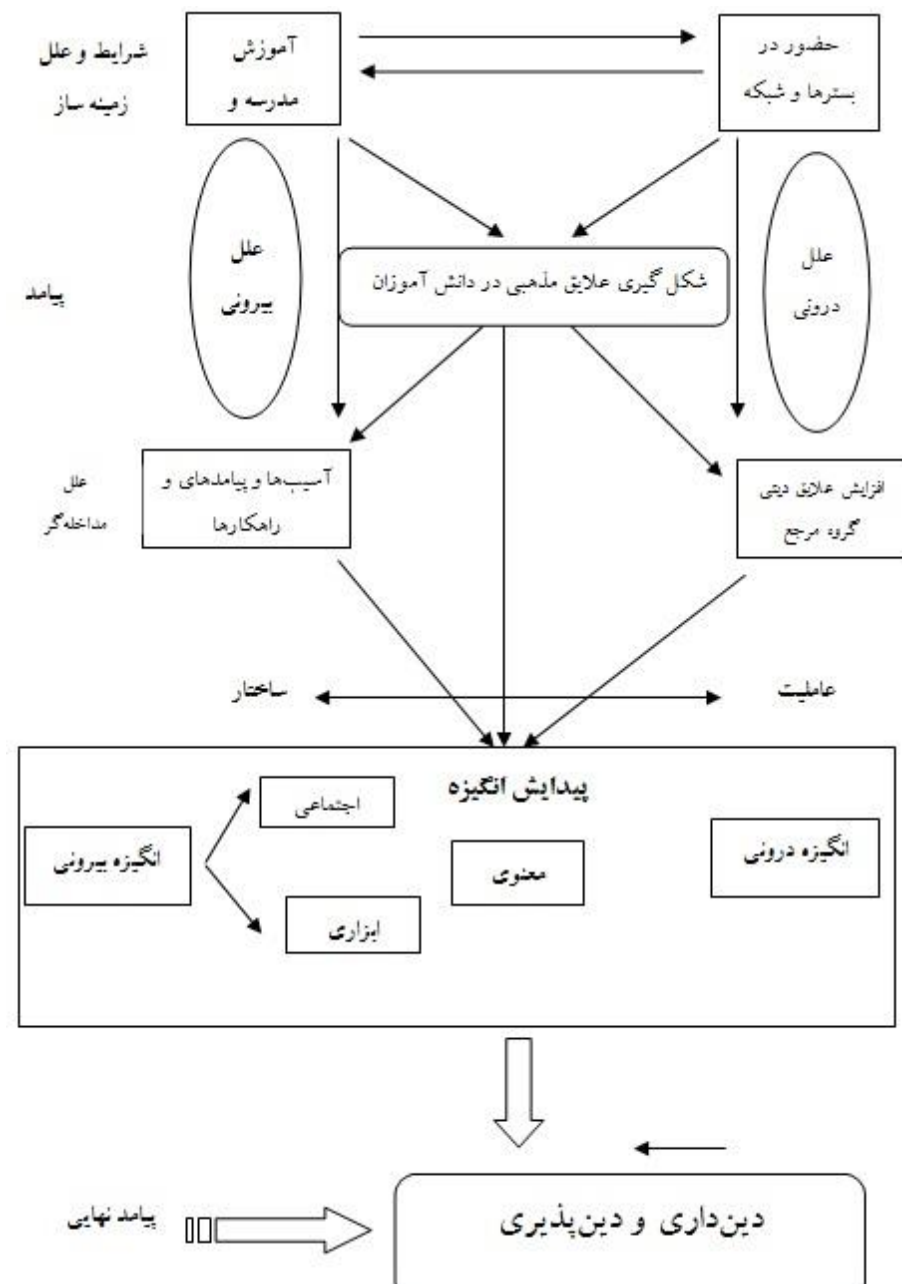 شرایط و علل
زمینه ساز
آموزش
مدرسه و
حضور در
بسترها و شبکه
علل
بیرونی
علل
درونی
پیامد
شکل گیری علایق مذهبی در دانش آموزان
علل
مداخله‌گر
آسیب‌ها و پیامدهای و
راهکارها
افزایش علایق دینی
گروه مرجع
ساختار
عاملیت
پیدایش انگیزه
اجتماعی
انگیزه بیرونی
معنوی
انگیزه درونی
ابزاری
دین‌داری و دین‌پذیری
پیامد نهایی